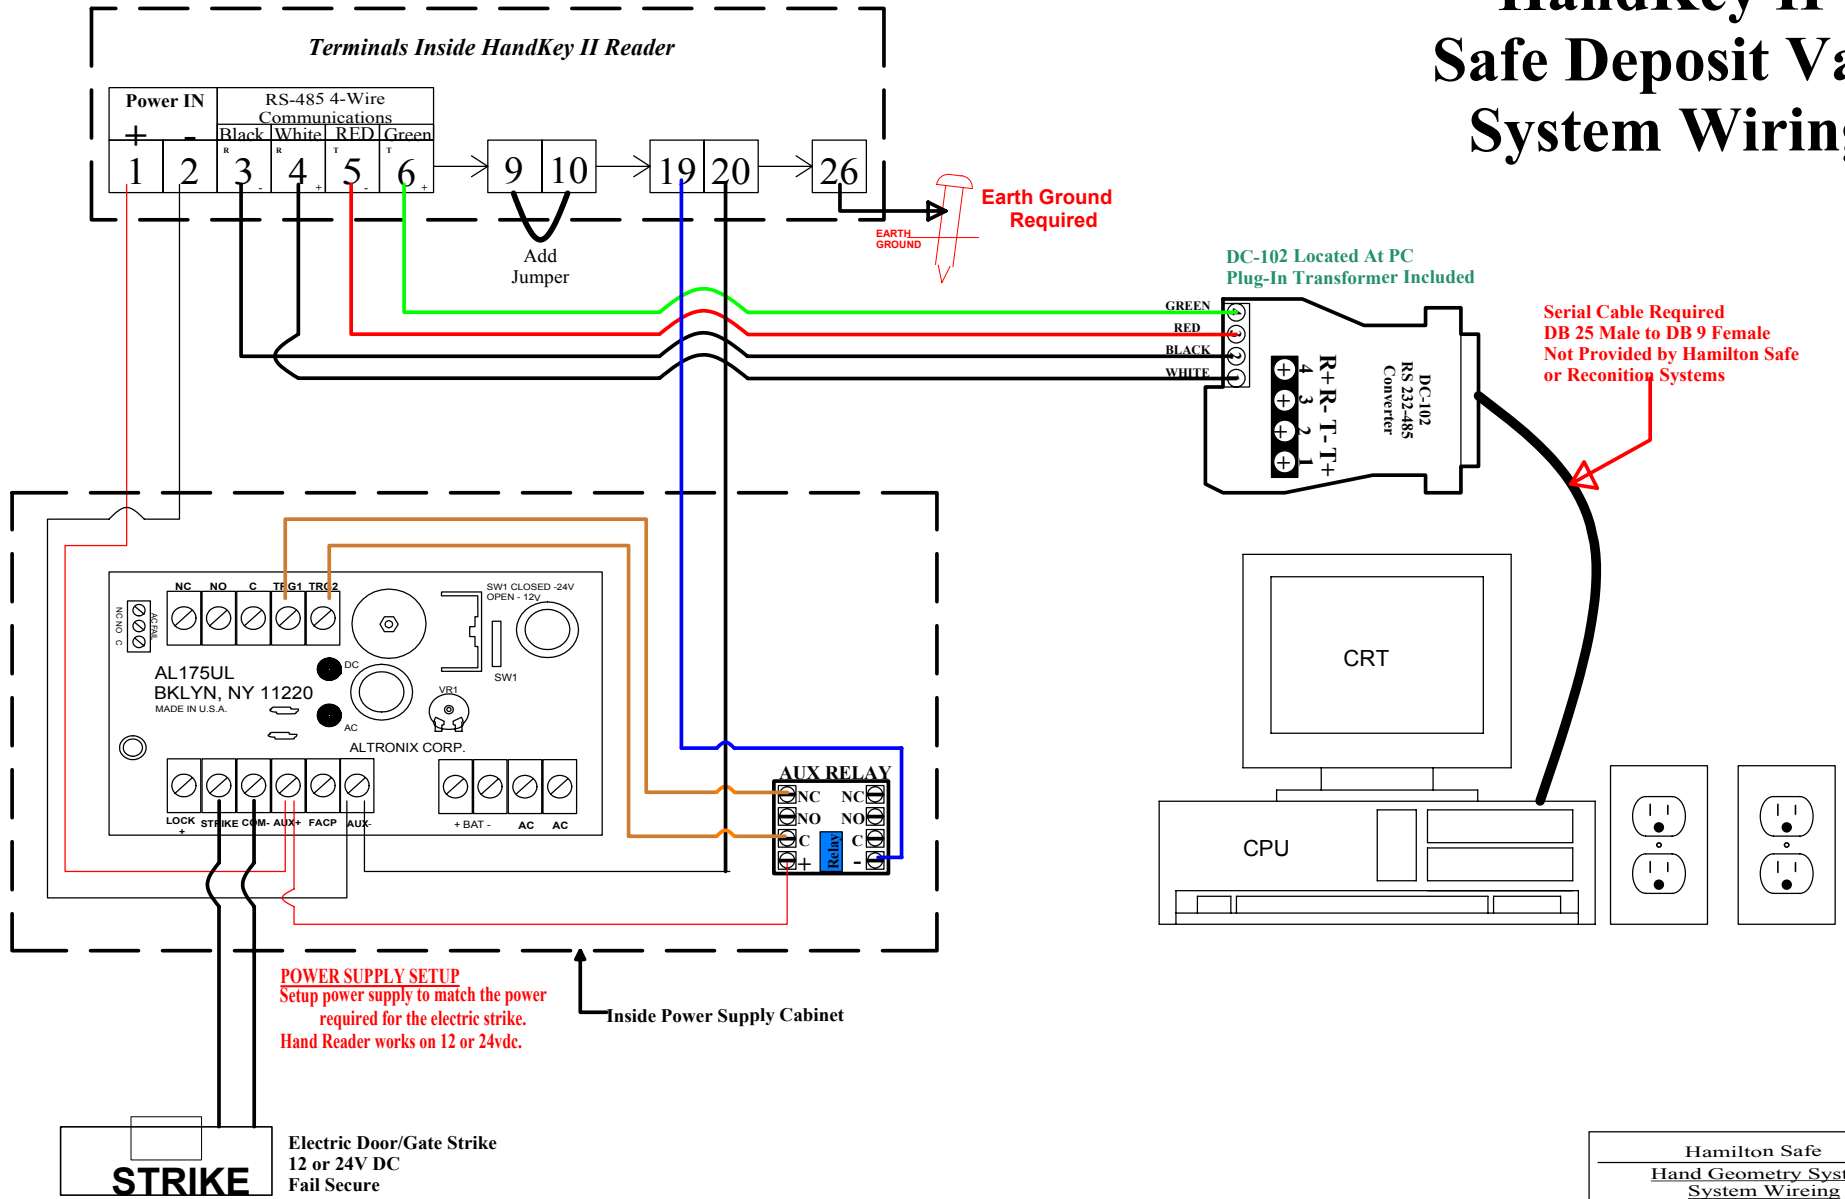 HandKey II
Safe Deposit Va
System Wiring
Terminals Inside HandKey II Reader
Power IN
RS-485 4-Wire
Communications
+ -
Black White RED Green
R R T T
1 2 3 4 5 6 9 10 19 20 26
- + - +
Add
Jumper
EARTH
GROUND
Earth Ground
Required
DC-102 Located At PC
Plug-In Transformer Included
GREEN
RED
BLACK
WHITE
4 3 2 1
R+ R- T- T+
4 3 2 1
DC-102
RS 232-485
Converter
Serial Cable Required
DB 25 Male to DB 9 Female
Not Provided by Hamilton Safe
or Reconition Systems
NC NO C TRG1 TRG2
NC NO C
AC FAIL
SW1 CLOSED -24V
OPEN - 12V
SW1
AL175UL
BKLYN, NY 11220
MADE IN U.S.A.
DC
AC
VR1
ALTRONIX CORP.
LOCK
+
STRIKE COM- AUX+ FACP AUX-
+ BAT - AC AC
AUX RELAY
NC NC
NO NO
C C
+ -
Relay
CRT
CPU
POWER SUPPLY SETUP
Setup power supply to match the power
required for the electric strike.
Hand Reader works on 12 or 24vdc.
Inside Power Supply Cabinet
STRIKE
Electric Door/Gate Strike
12 or 24V DC
Fail Secure
Hamilton Safe
Hand Geometry Syst
System Wireing